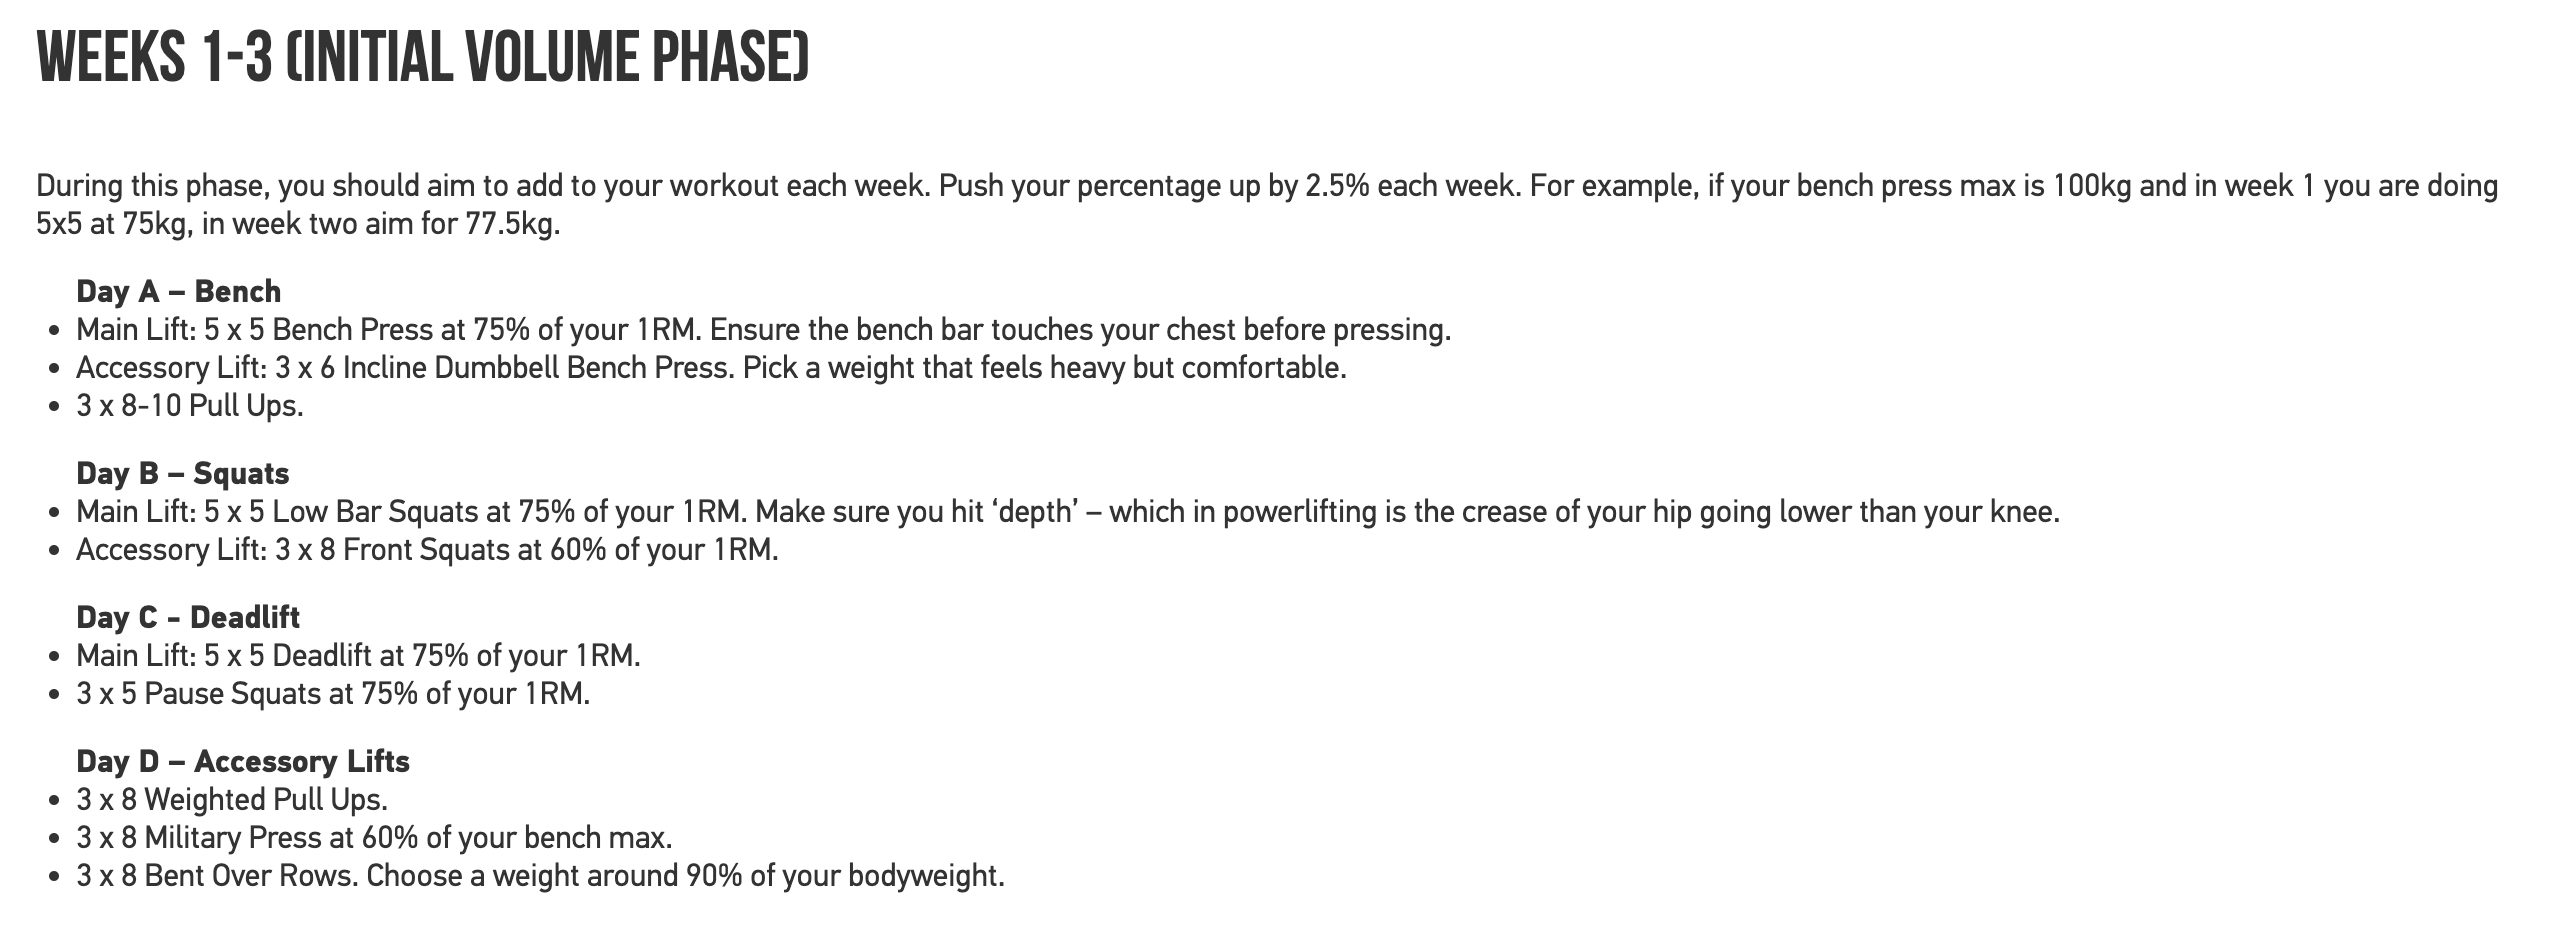 WEEKS 1-3 (INITIAL VOLUME PHASE)
During this phase, you should aim to add to your workout each week. Push your percentage up by 2.5% each week. For example, if your bench press max is 100kg and in week 1 you are doing
5x5 at 75kg, in week two aim for 77.5kg.
Day A – Bench
• Main Lift: 5 x 5 Bench Press at 75% of your 1RM. Ensure the bench bar touches your chest before pressing.
• Accessory Lift: 3 x 6 Incline Dumbbell Bench Press. Pick a weight that feels heavy but comfortable.
• 3 x 8-10 Pull Ups.
Day B – Squats
• Main Lift: 5 x 5 Low Bar Squats at 75% of your 1RM. Make sure you hit ‘depth’ – which in powerlifting is the crease of your hip going lower than your knee.
• Accessory Lift: 3 x 8 Front Squats at 60% of your 1RM.
Day C - Deadlift
• Main Lift: 5 x 5 Deadlift at 75% of your 1RM.
• 3 x 5 Pause Squats at 75% of your 1RM.
Day D – Accessory Lifts
• 3 x 8 Weighted Pull Ups.
• 3 x 8 Military Press at 60% of your bench max.
• 3 x 8 Bent Over Rows. Choose a weight around 90% of your bodyweight.